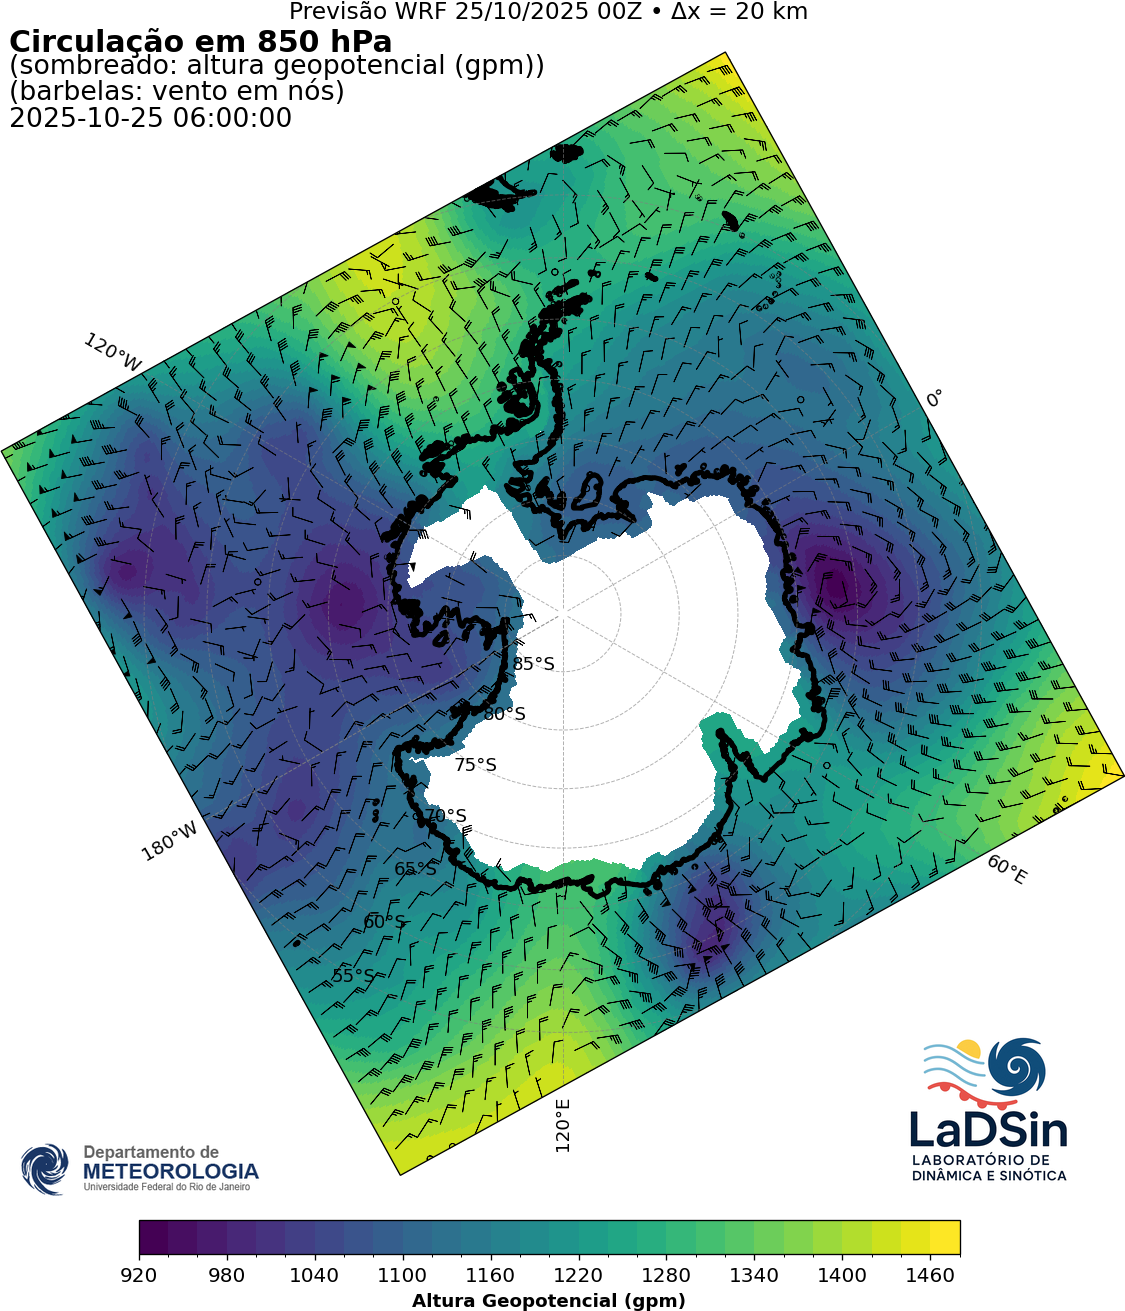 Previsão WRF 25/10/2025 00Z • Δx = 20 km
Circulação em 850 hPa
(sombreado: altura geopotencial (gpm))
(barbelas: vento em nós)
2025-10-25 06:00:00
120°W
0°
85°S
80°S
75°S
70°S
180°W
65°S
60°E
60°S
55°S
120°E
LaDSin
LABORATÓRIO DE
DINÂMICA E SINÓTICA
Departamento de
METEOROLOGIA
Universidade Federal do Rio de Janeiro
920 980 1040 1100 1160 1220 1280 1340 1400 1460
Altura Geopotencial (gpm)